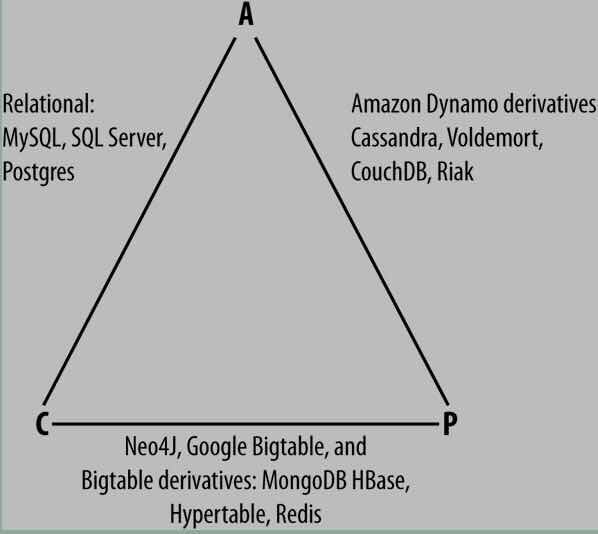 A
Relational:
MySQL, SQL Server,
Postgres
Amazon Dynamo derivatives
Cassandra, Voldemort,
CouchDB, Riak
C
P
Neo4J, Google Bigtable, and
Bigtable derivatives: MongoDB HBase,
Hypertable, Redis